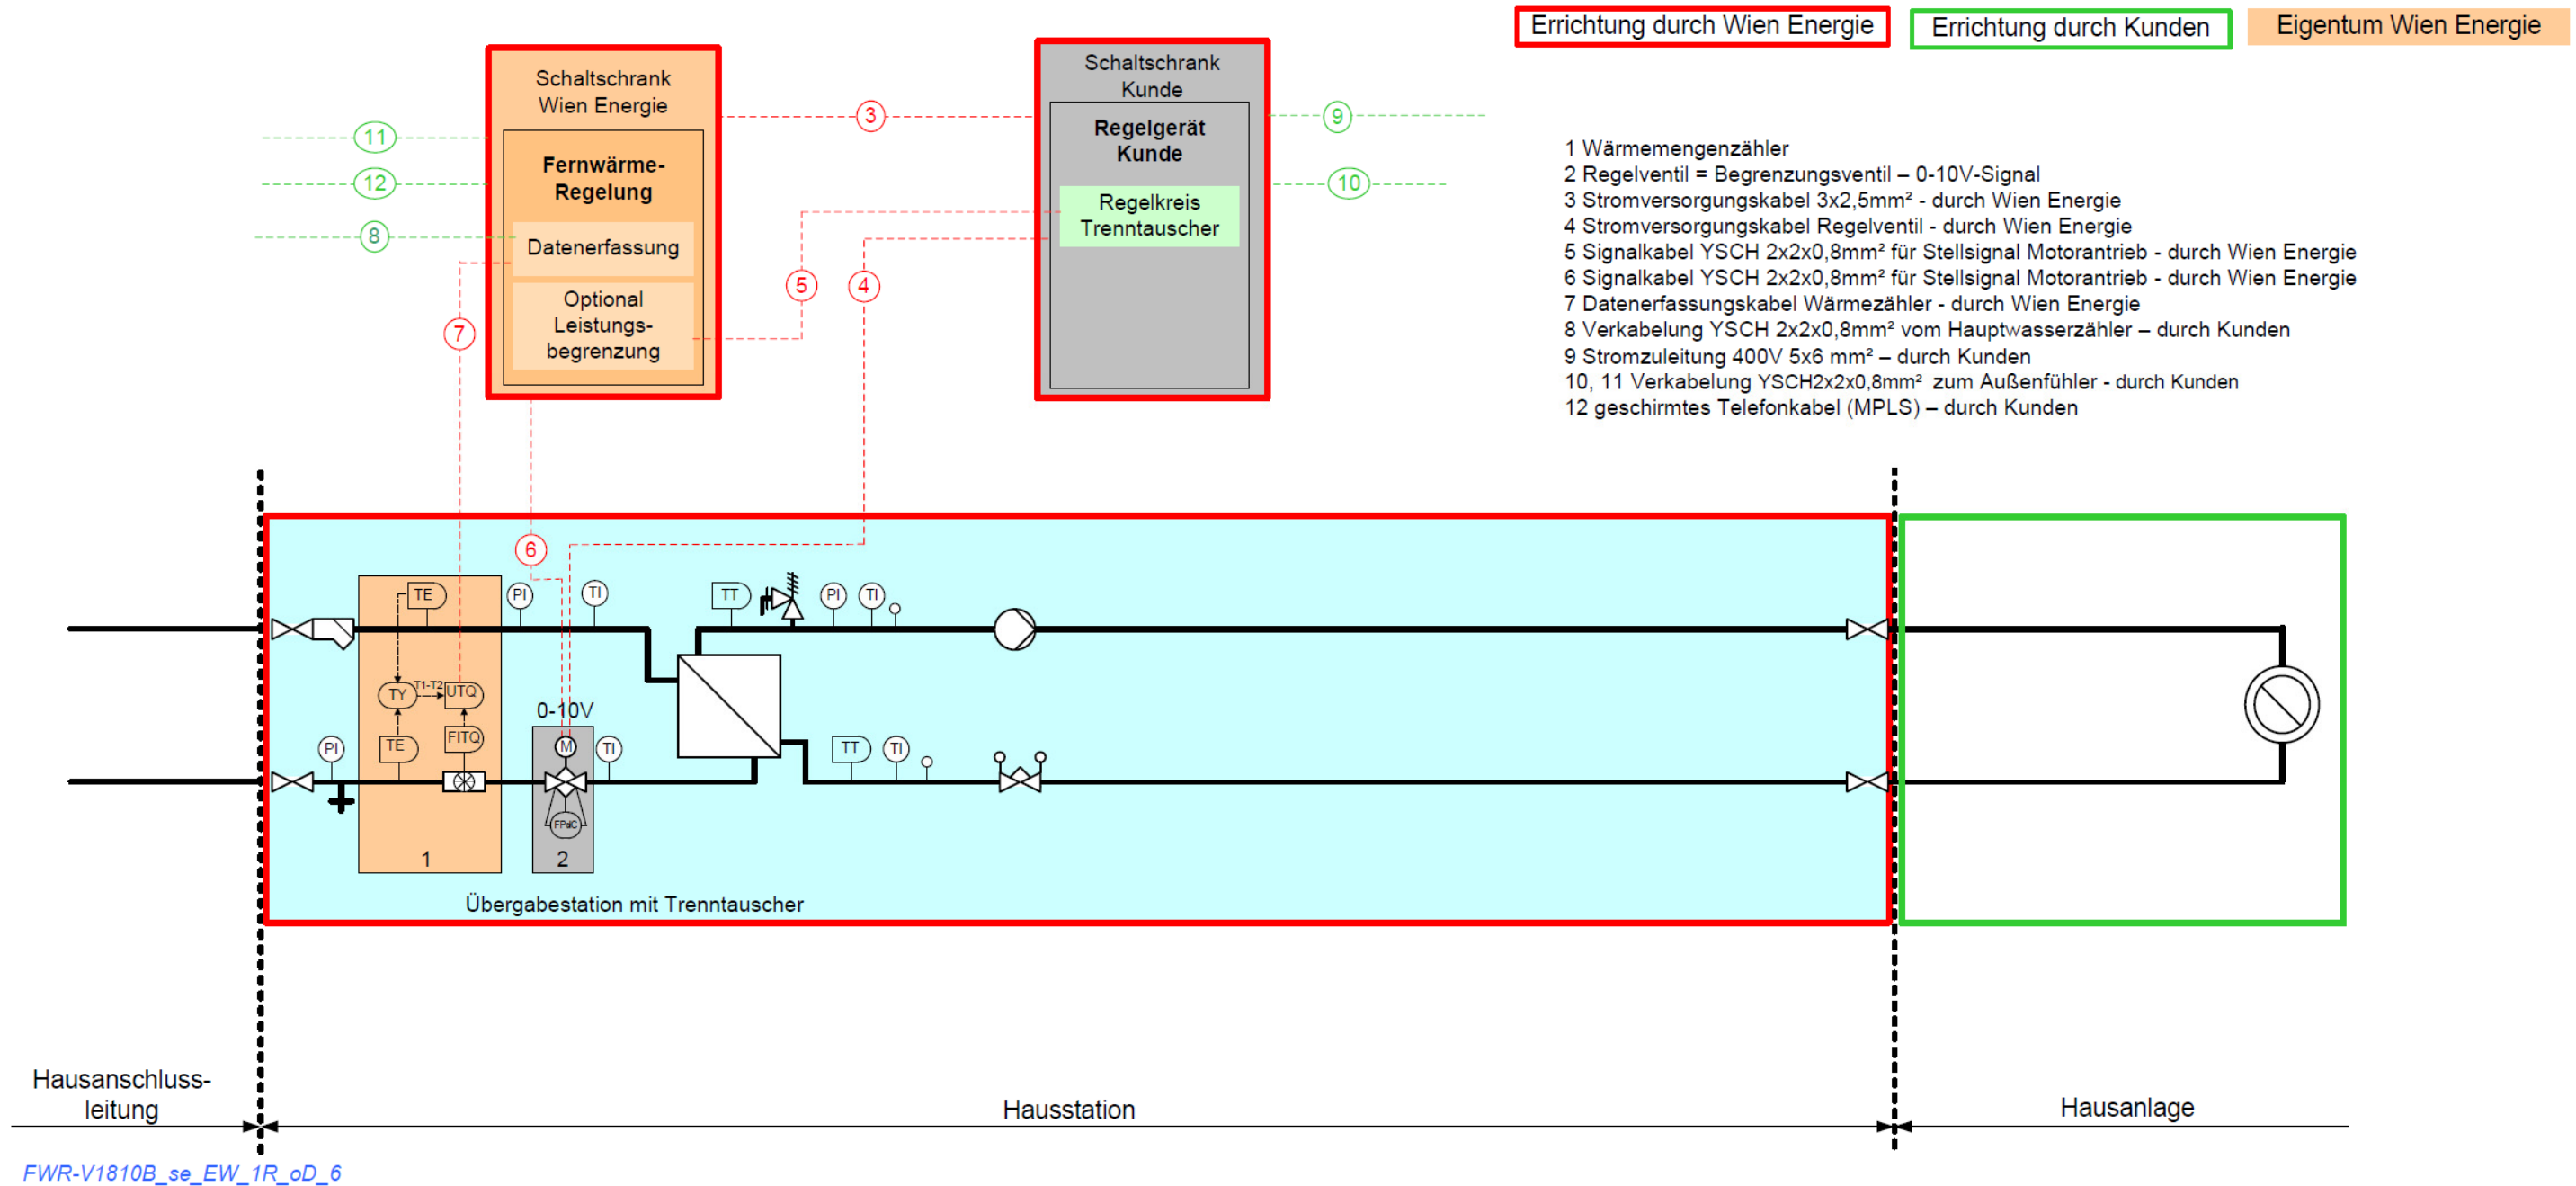 Errichtung durch Wien Energie
Errichtung durch Kunden
Eigentum Wien Energie
Schaltschrank
Wien Energie
Fernwärme-
Regelung
Datenerfassung
Optional
Leistungs-
begrenzung
Schaltschrank
Kunde
Regelgerät
Kunde
Regelkreis
Trenntauscher
11
12
8
3
9
10
5
4
7
6
1 Wärmemengenzähler
2 Regelventil = Begrenzungsventil – 0-10V-Signal
3 Stromversorgungskabel 3x2,5mm² - durch Wien Energie
4 Stromversorgungskabel Regelventil - durch Wien Energie
5 Signalkabel YSCH 2x2x0,8mm² für Stellsignal Motorantrieb - durch Wien Energie
6 Signalkabel YSCH 2x2x0,8mm² für Stellsignal Motorantrieb - durch Wien Energie
7 Datenerfassungskabel Wärmezähler - durch Wien Energie
8 Verkabelung YSCH 2x2x0,8mm² vom Hauptwasserzähler – durch Kunden
9 Stromzuleitung 400V 5x6 mm² – durch Kunden
10, 11 Verkabelung YSCH2x2x0,8mm² zum Außenfühler - durch Kunden
12 geschirmtes Telefonkabel (MPLS) – durch Kunden
TE
PI
TI
TT
PI
TI
TY
T1-T2
UTQ
0-10V
PI
TE
FITQ
M
TI
TT
TI
FPdC
1
2
Übergabestation mit Trenntauscher
Hausanschluss-
leitung
Hausstation
Hausanlage
FWR-V1810B_se_EW_1R_oD_6